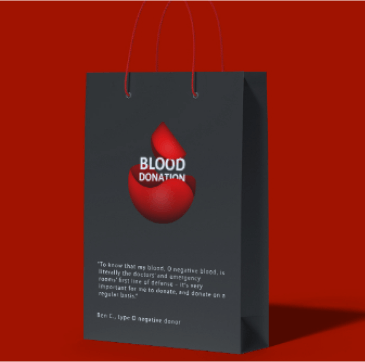 BLOOD
DONATION
"To know that my blood, O negative blood, is
literally the doctors' and emergency
rooms' first line of defense – it's very
important for me to donate, and donate on a
regular basis."
Ben C., type O negative donor